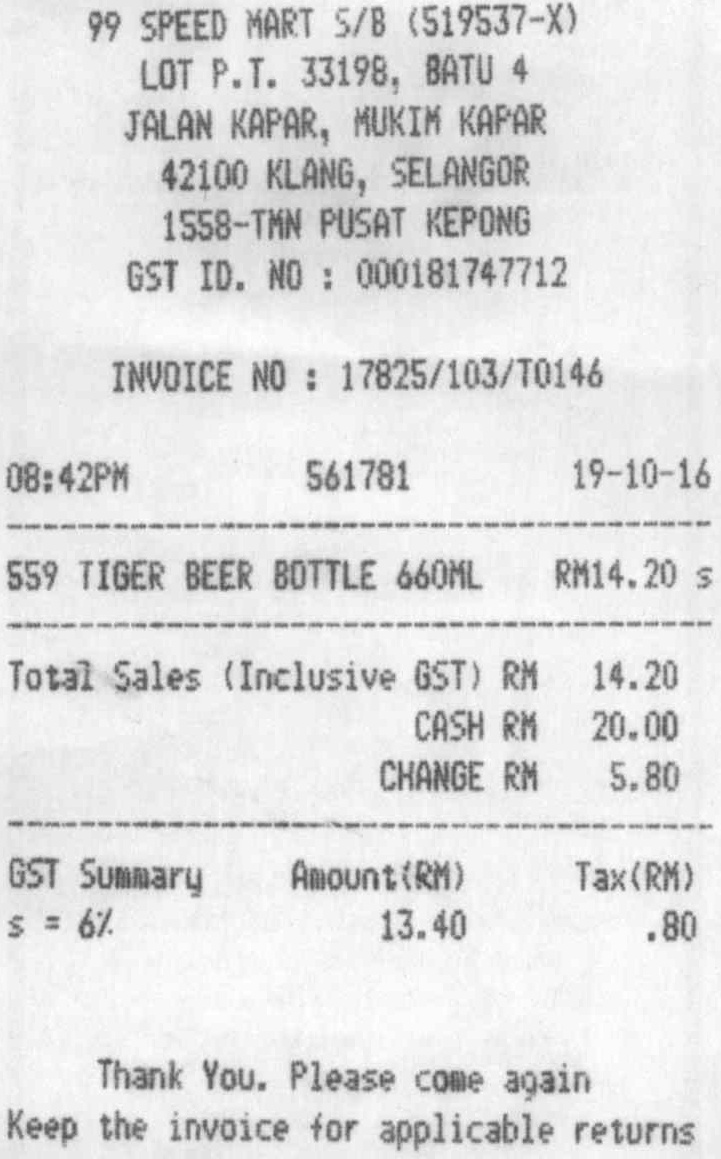 99 SPEED MART S/B (519537-X)
LOT P.T. 33198, BATU 4
JALAN KAPAR, MUKIM KAPAR
42100 KLANG, SELANGOR
1558-TMN PUSAT KEPONG
GST ID. NO : 000181747712
INVOICE NO : 17825/103/T0146
08:42PM 561781 19-10-16
559 TIGER BEER BOTTLE 660ML RM14.20 s
Total Sales (Inclusive GST) RM 14.20
CASH RM 20.00
CHANGE RM 5.80
GST Summary Amount(RM) Tax(RM)
s = 6% 13.40 .80
Thank You. Please come again
Keep the invoice for applicable returns